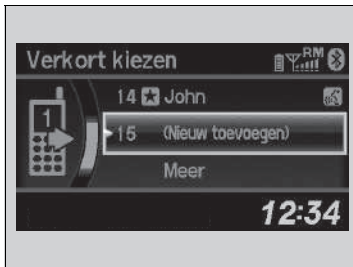 Verkort kiezen RM
14 John
15 (Nieuw toevoegen)
Meer
1
12:34